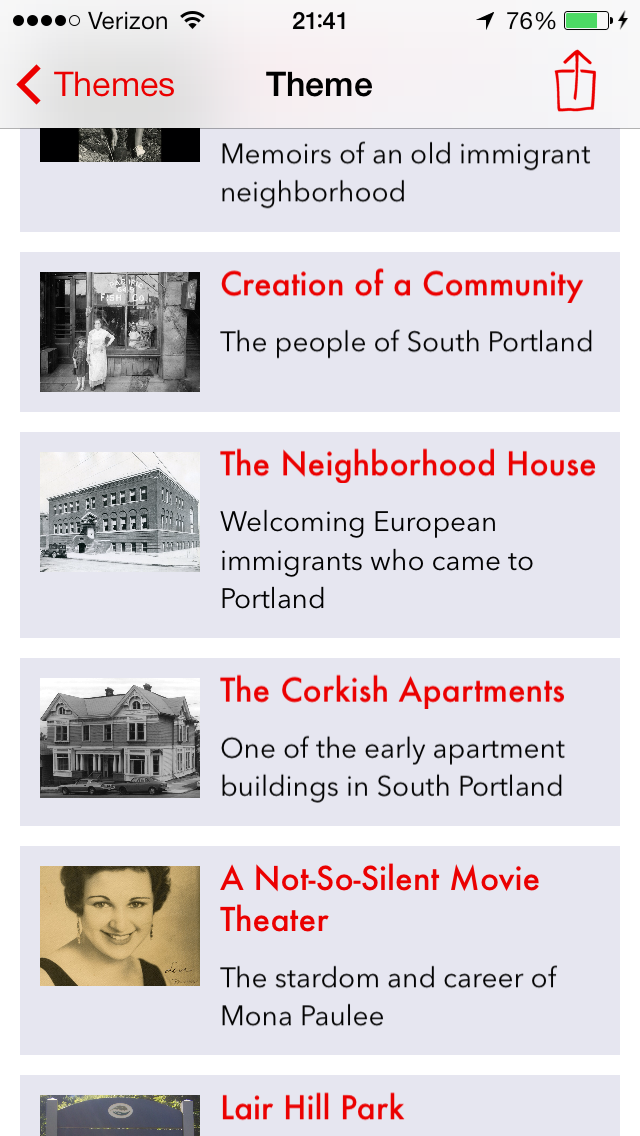 Verizon 21:41 76%
Themes Theme
Memoirs of an old immigrant
neighborhood
FISH CO.
Creation of a Community
The people of South Portland
The Neighborhood House
Welcoming European
immigrants who came to
Portland
The Corkish Apartments
One of the early apartment
buildings in South Portland
A Not-So-Silent Movie
Theater
The stardom and career of
Mona Paulee
Lair Hill Park